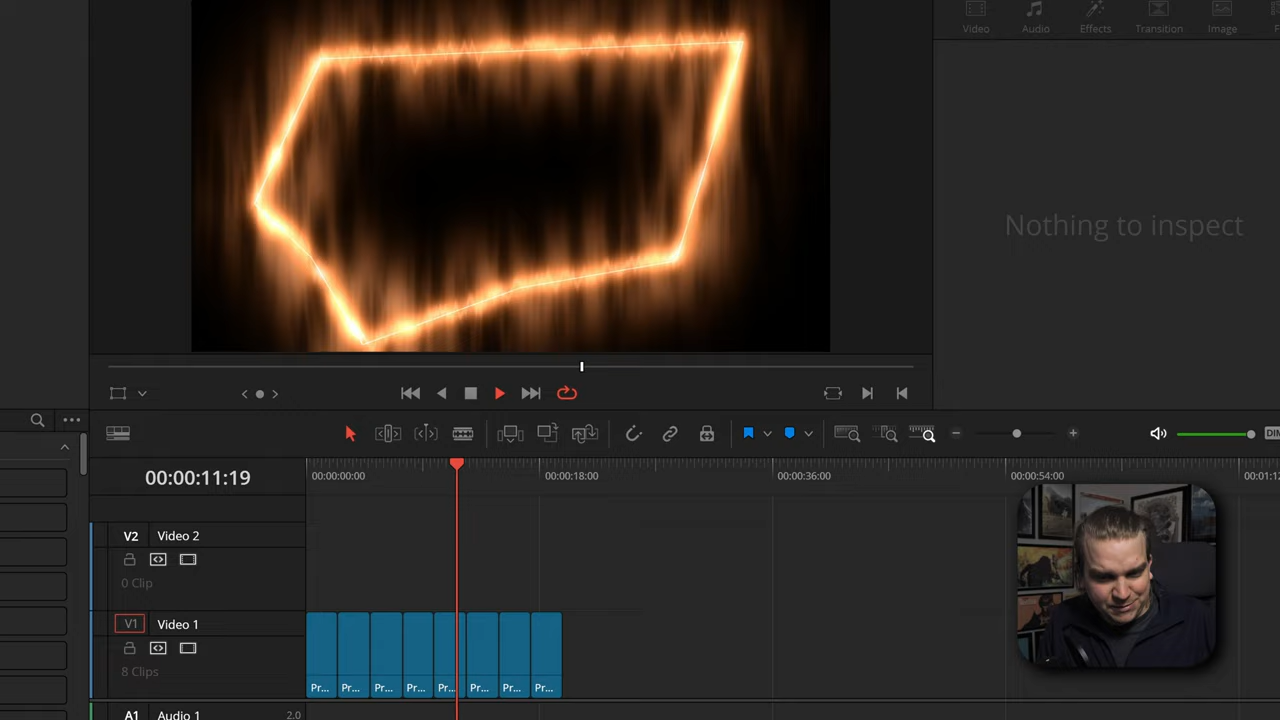 Video
Audio
Effects
Transition
Image
Nothing to inspect
00:00:11:19
00:00:00:00
00:00:18:00
00:00:36:00
00:00:54:00
V2 Video 2
0 Clip
V1 Video 1
8 Clips
Pr... Pr... Pr... Pr... Pr... Pr... Pr... Pr...
A1 Audio 1 2.0